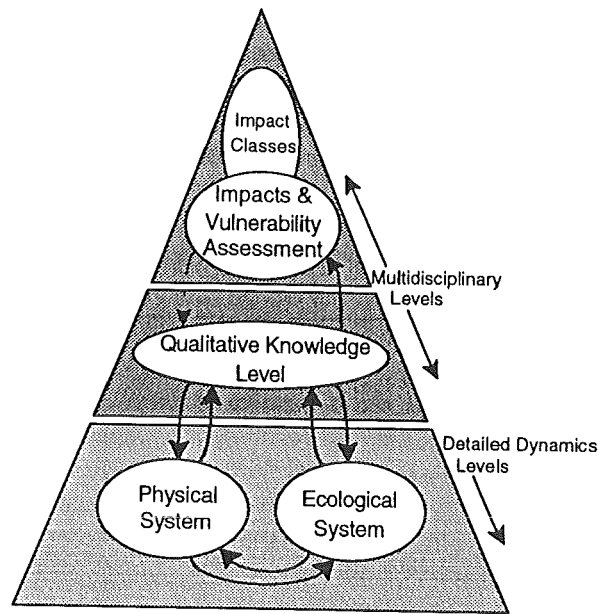 Impact
Classes
Impacts &
Vulnerability
Assessment
Multidisciplinary
Levels
Qualitative Knowledge
Level
Detailed Dynamics
Levels
Physical
System
Ecological
System